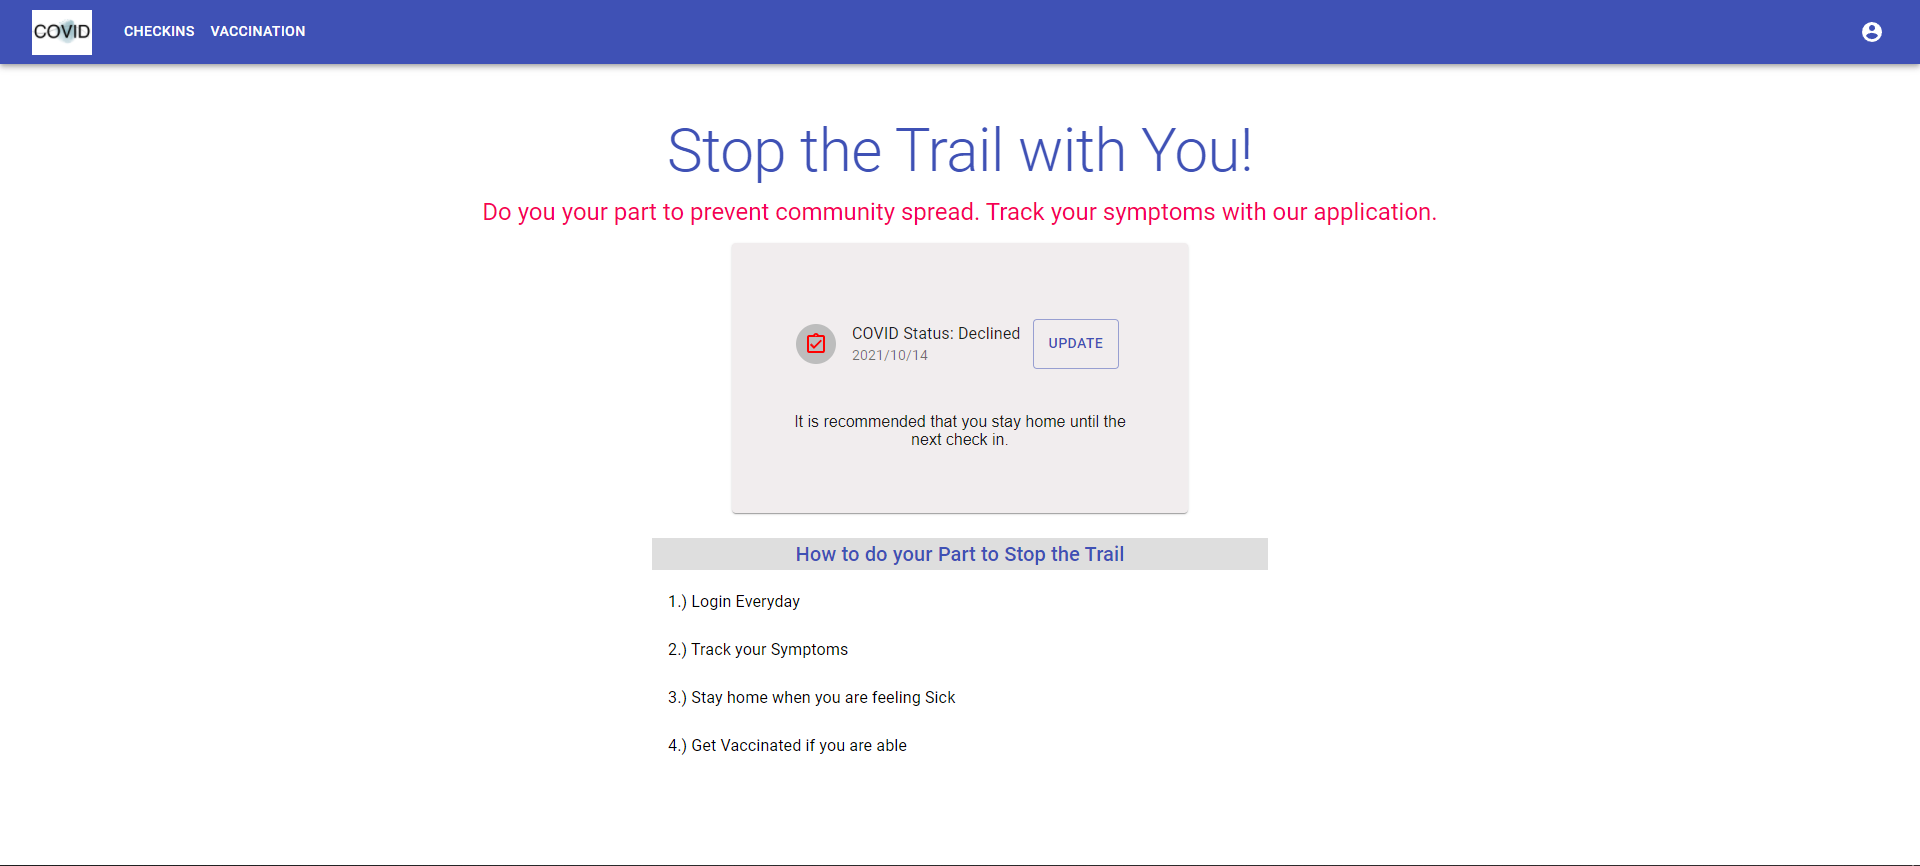 COVID
CHECKINS VACCINATION
Stop the Trail with You!
Do you your part to prevent community spread. Track your symptoms with our application.
COVID Status: Declined
2021/10/14
UPDATE
It is recommended that you stay home until the
next check in.
How to do your Part to Stop the Trail
1.) Login Everyday
2.) Track your Symptoms
3.) Stay home when you are feeling Sick
4.) Get Vaccinated if you are able